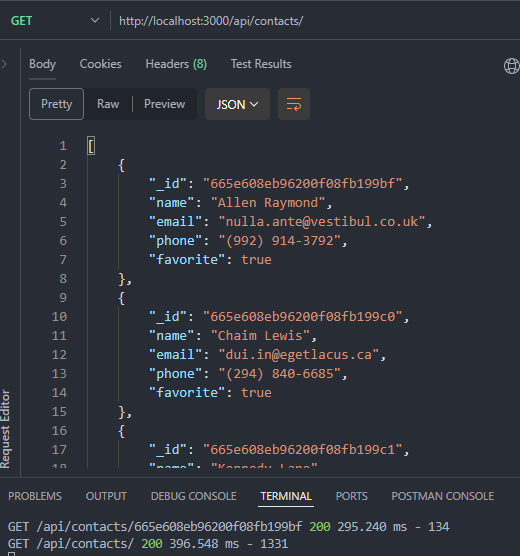 GET http://localhost:3000/api/contacts/
Body Cookies Headers (8) Test Results
Pretty Raw Preview JSON
1 [
2 {
3 "_id": "665e608eb96200f08fb199bf",
4 "name": "Allen Raymond",
5 "email": "nulla.ante@vestibul.co.uk",
6 "phone": "(992) 914-3792",
7 "favorite": true
8 },
9 {
10 "_id": "665e608eb96200f08fb199c0",
11 "name": "Chaim Lewis",
12 "email": "dui.in@egetlacus.ca",
13 "phone": "(294) 840-6685",
14 "favorite": true
15 },
16 {
17 "_id": "665e608eb96200f08fb199c1",
18 "name": "Kennedy Lane"
Request Editor
PROBLEMS OUTPUT DEBUG CONSOLE TERMINAL PORTS POSTMAN CONSOLE
GET /api/contacts/665e608eb96200f08fb199bf 200 295.240 ms - 134
GET /api/contacts/ 200 396.548 ms - 1331